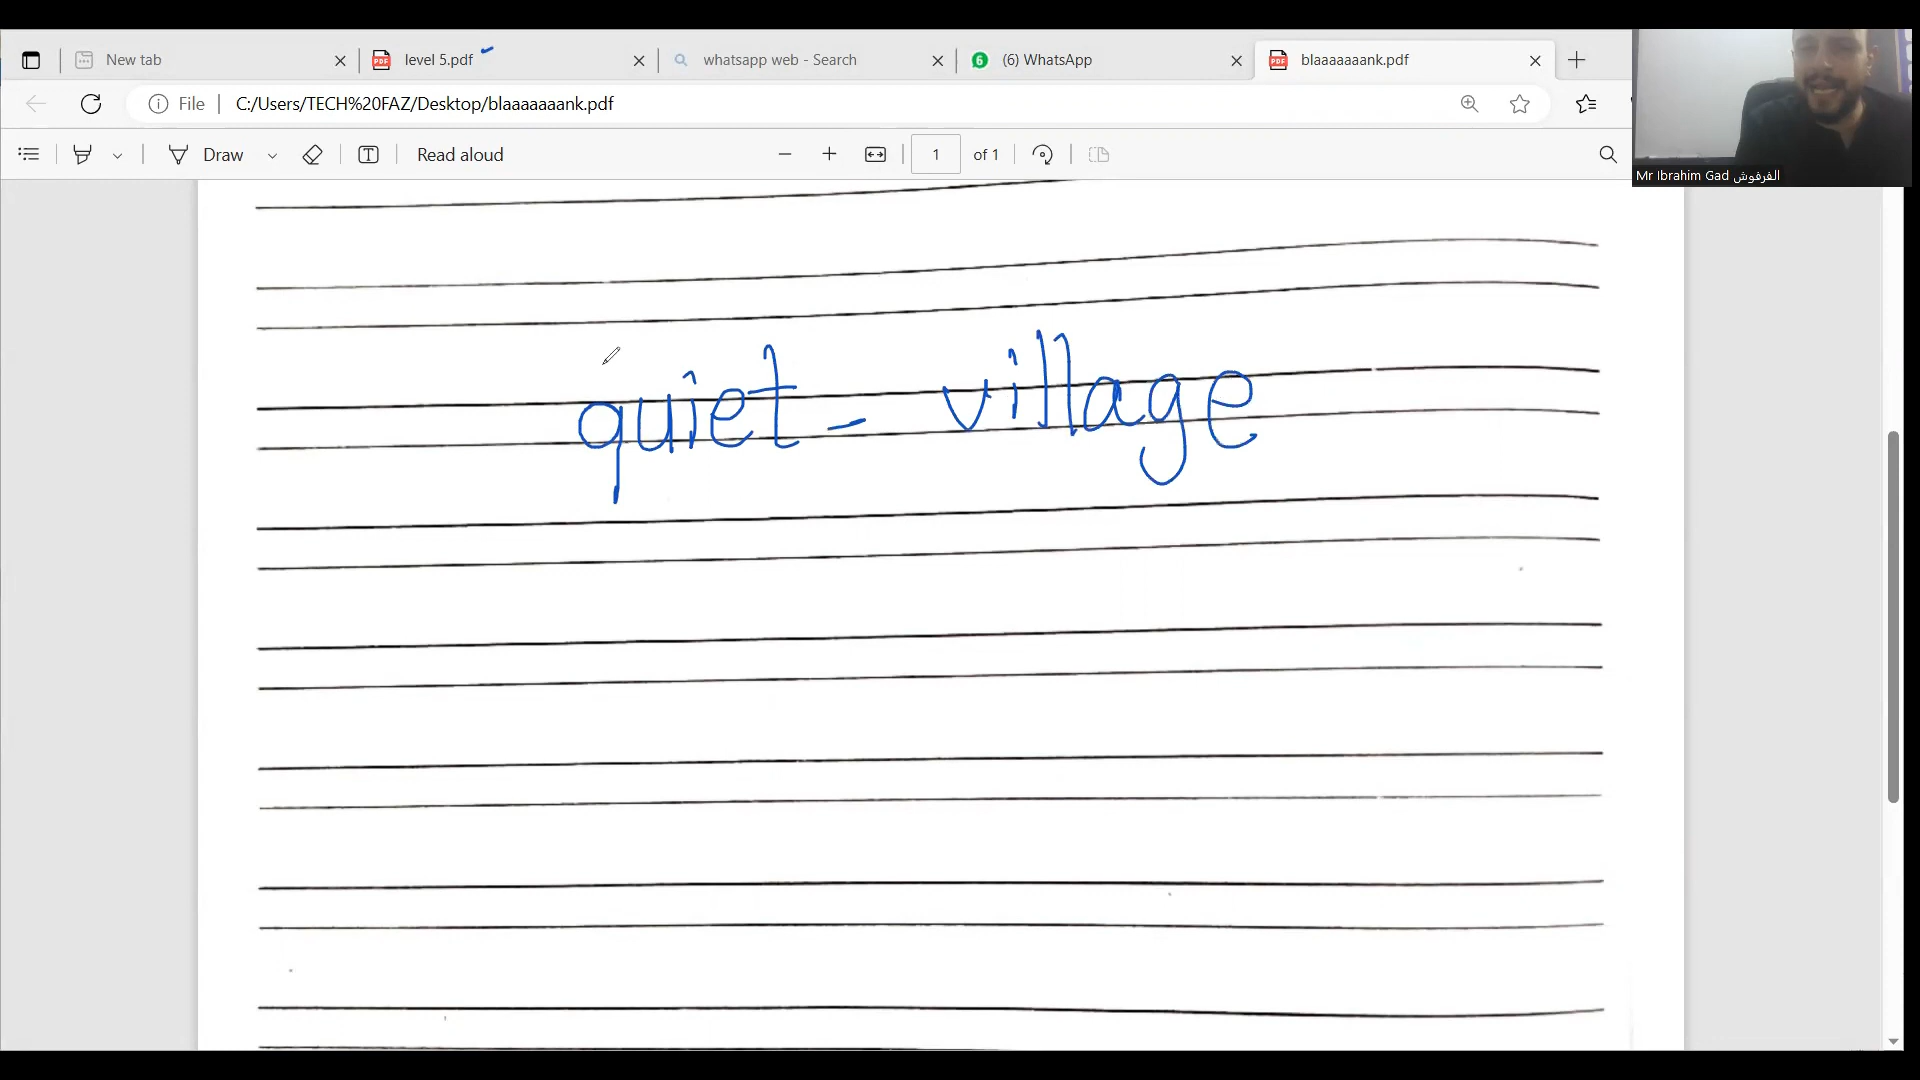 New tab
level 5.pdf
whatsapp web - Search
(6) WhatsApp
blaaaaaaank.pdf
File
C:/Users/TECH%20FAZ/Desktop/blaaaaaaank.pdf
Draw
Read aloud
1 of 1
Mr Ibrahim Gad الفرفوش
quiet - village